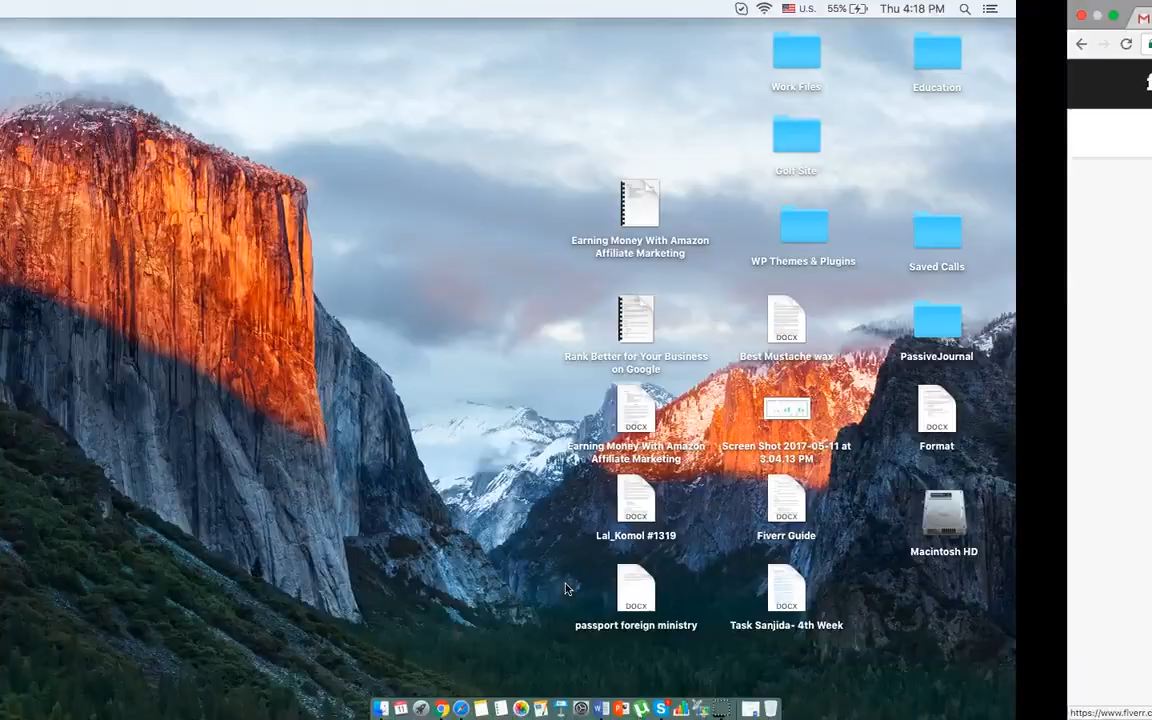 U.S. 55% Thu 4:18 PM
Work Files
Education
Golf Site
Earning Money With Amazon
Affiliate Marketing
WP Themes & Plugins
Saved Calls
Rank Better for Your Business
on Google
DOCX
Best Mustache wax
PassiveJournal
DOCX
Earning Money With Amazon
Affiliate Marketing
Screen Shot 2017-05-11 at
3.04.13 PM
DOCX
Format
DOCX
Lal_Komol #1319
DOCX
Fiverr Guide
Macintosh HD
DOCX
passport foreign ministry
DOCX
Task Sanjida- 4th Week
https://www.fiverr.c